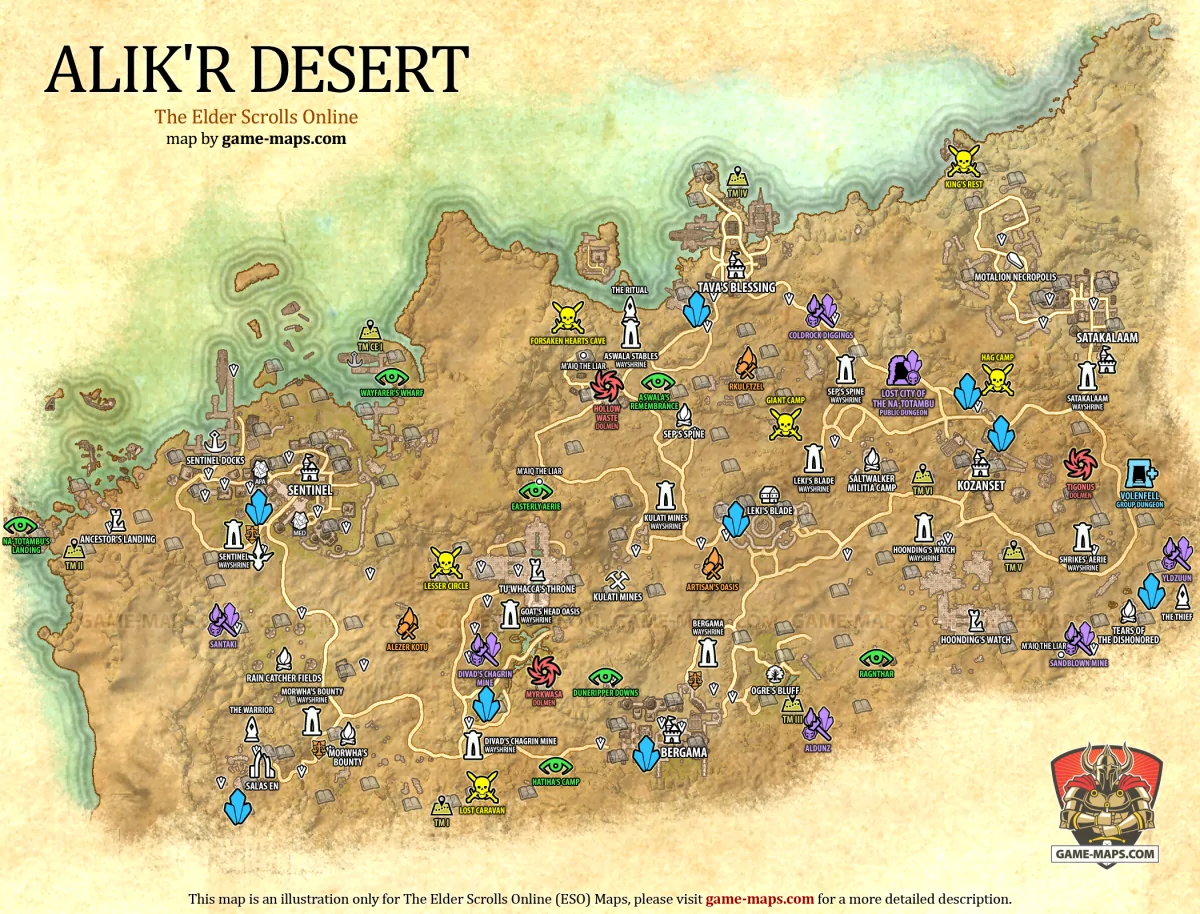 ALIK'R DESERT
The Elder Scrolls Online
map by game-maps.com
KING'S REST
TM IV
MOTALION NECROPOLIS
TAVA'S BLESSING
THE RITUAL
COLDROCK DIGGINGS
SATAKALAAM
FORSAKEN HEARTS CAVE
TM CE I
ASWALA STABLES
WAYSHRINE
HAG CAMP
M'AIQ THE LIAR
RKULFTZEL
SEP'S SPINE
WAYSHRINE
LOST CITY OF
THE NA-TOTAMBU
PUBLIC DUNGEON
WAYFARER'S WHARF
ASWALA'S
REMEMBRANCE
GIANT CAMP
SATAKALAAM
WAYSHRINE
HOLLOW
WASTE
DOLMEN
SEP'S SPINE
SENTINEL DOCKS
M'AIQ THE LIAR
LEKI'S BLADE
WAYSHRINE
SALTWALKER
MILITIA CAMP
TM VI
KOZANSET
TIGONUS
DOLMEN
VOLENFELL
GROUP DUNGEON
APA
SENTINEL
EASTERLY AERIE
LEKI'S BLADE
KULATI MINES
WAYSHRINE
MED
NA-TOTAMBU'S
LANDING
ANCESTOR'S LANDING
TM II
SENTINEL
WAYSHRINE
HOONDING'S WATCH
WAYSHRINE
TM V
SHRIKES' AERIE
WAYSHRINE
YLDZUUN
LESSER CIRCLE
TU'WHACCA'S THRONE
KULATI MINES
ARTISAN'S OASIS
GOAT'S HEAD OASIS
WAYSHRINE
THE THIEF
SANTAKI
ALEZER KOTU
BERGAMA
WAYSHRINE
HOONDING'S WATCH
TEARS OF
THE DISHONORED
M'AIQ THE LIAR
SANDBLOWN MINE
RAIN CATCHER FIELDS
DIVAD'S CHAGRIN
MINE
MYRKWASA
DOLMEN
DUNERIPPER DOWNS
OGRE'S BLUFF
RAGNTHAR
MORWHA'S BOUNTY
WAYSHRINE
THE WARRIOR
TM III
ALDUNZ
MORWHA'S
BOUNTY
DIVAD'S CHAGRIN MINE
WAYSHRINE
BERGAMA
SALAS EN
HATIHA'S CAMP
TM I
LOST CARAVAN
GAME-MAPS.COM
This map is an illustration only for The Elder Scrolls Online (ESO) Maps, please visit game-maps.com for a more detailed description.